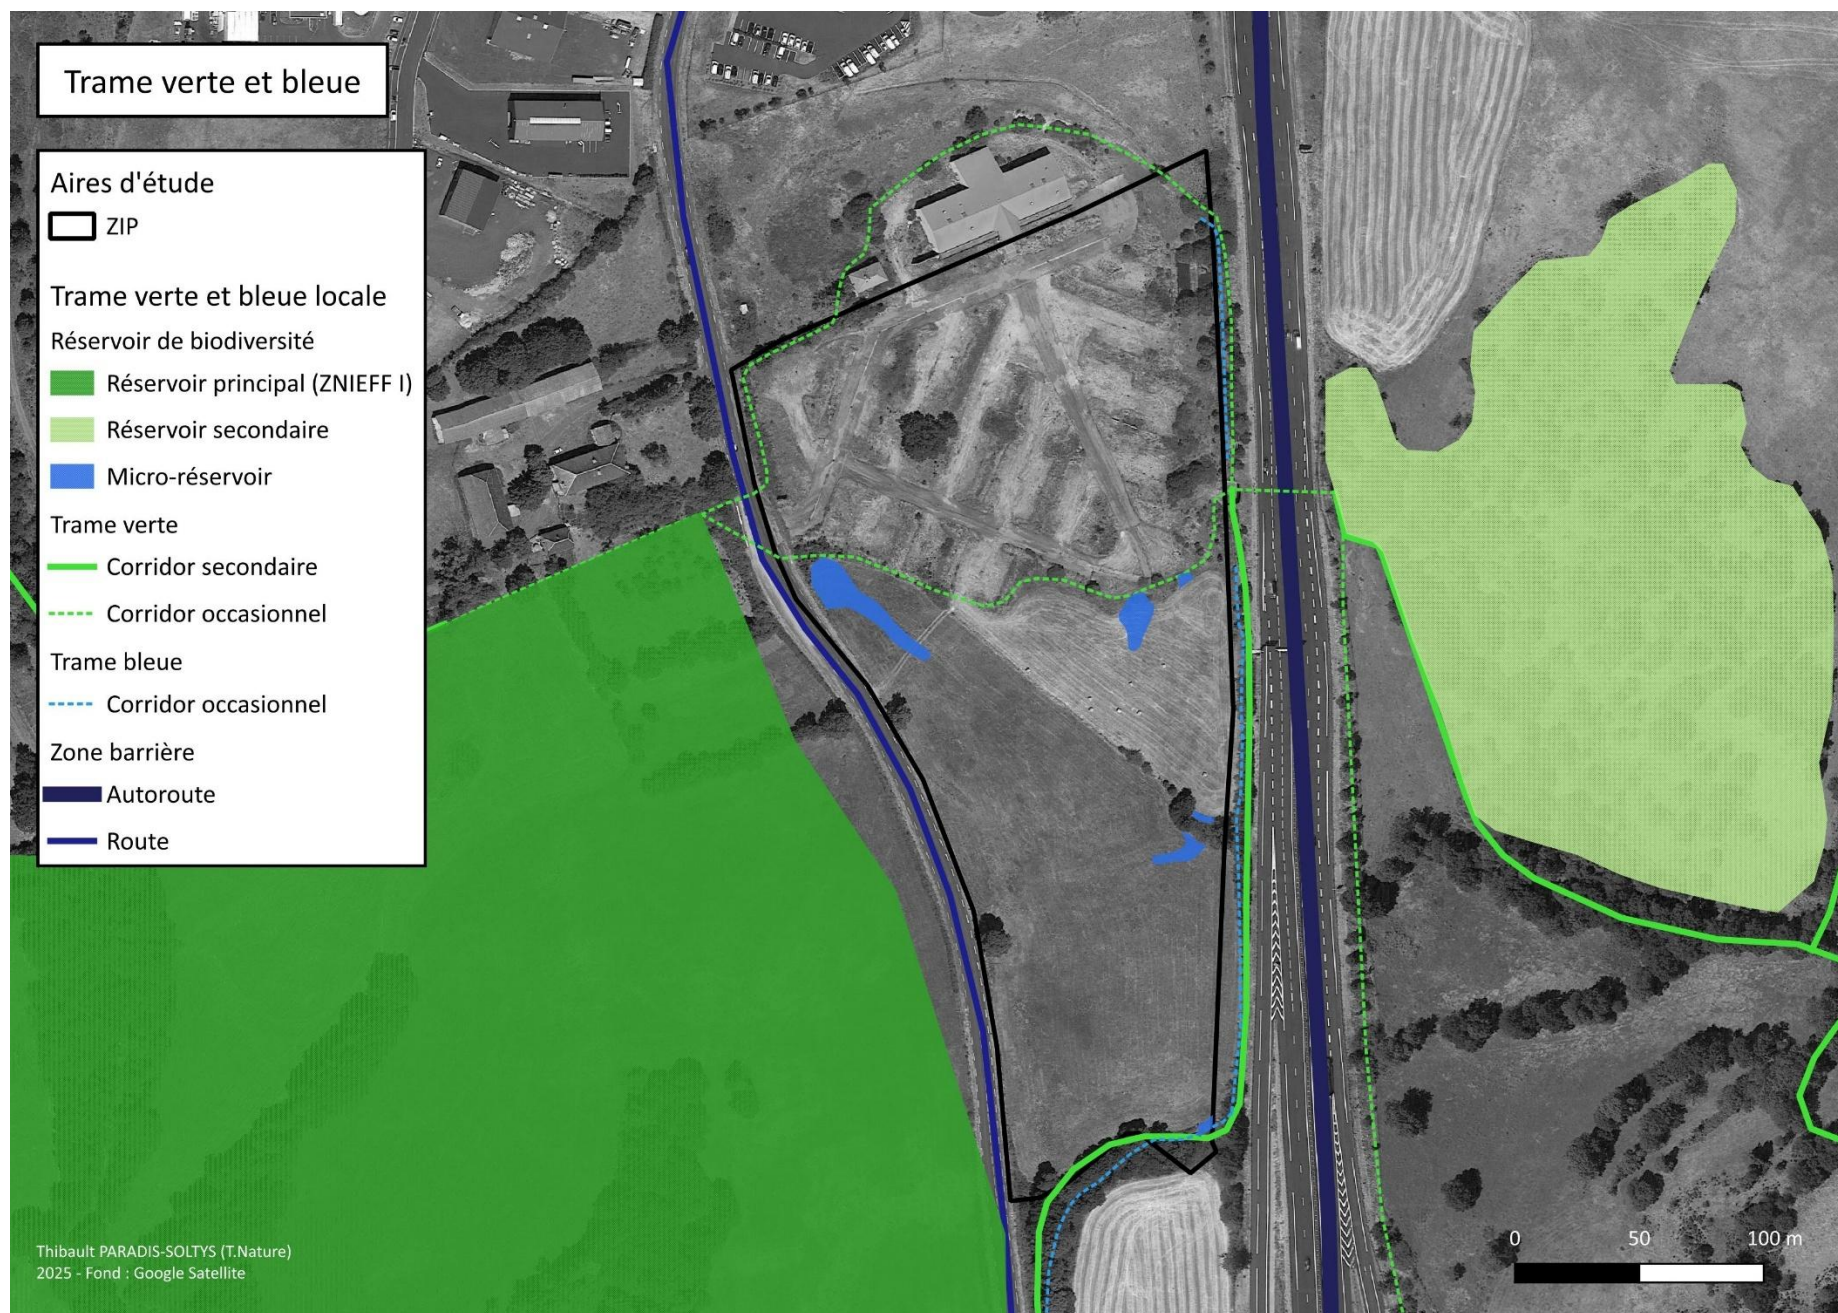 Trame verte et bleue
Aires d'étude
ZIP
Trame verte et bleue locale
Réservoir de biodiversité
Réservoir principal (ZNIEFF I)
Réservoir secondaire
Micro-réservoir
Trame verte
Corridor secondaire
Corridor occasionnel
Trame bleue
Corridor occasionnel
Zone barrière
Autoroute
Route
Thibault PARADIS-SOLTYS (T.Nature)
2025 - Fond : Google Satellite
0 50 100 m